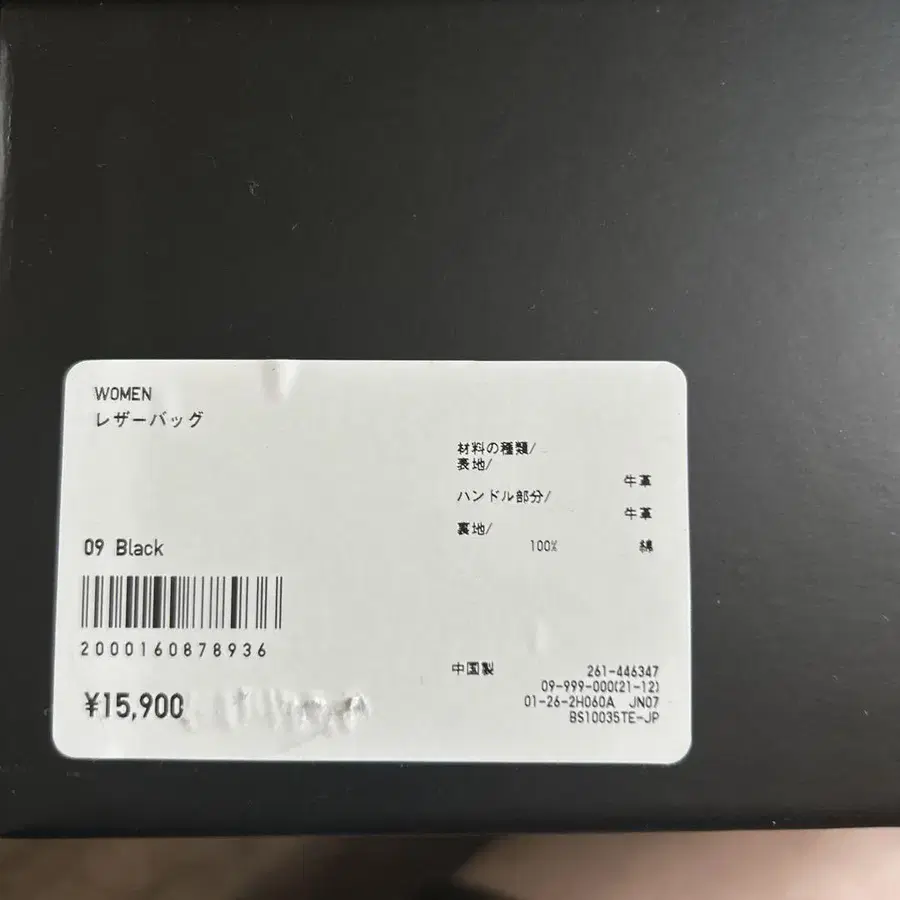 WOMEN
レザーバッグ
材料の種類/
表地/
牛革
ハンドル部分/
牛革
裏地/
100% 綿
09 Black
2000160878936
¥15,900
中国製
261-446347
09-999-000(21-12)
01-26-2H060A JN07
BS10035TE-JP